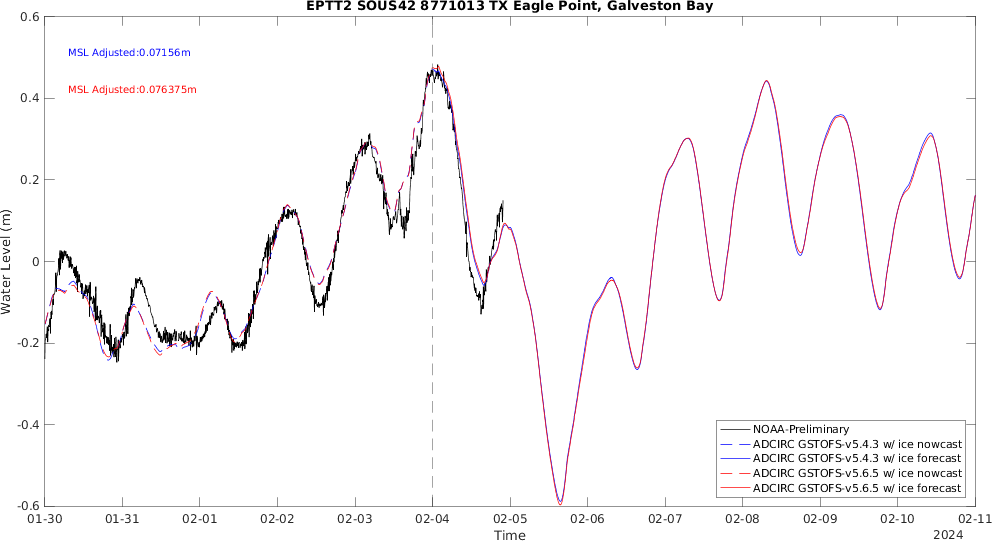 EPTT2 SOUS42 8771013 TX Eagle Point, Galveston Bay
MSL Adjusted:0.07156m
MSL Adjusted:0.076375m
Water Level (m)
0.6
0.4
0.2
0
-0.2
-0.4
-0.6
NOAA-Preliminary
ADCIRC GSTOFS-v5.4.3 w/ ice nowcast
ADCIRC GSTOFS-v5.4.3 w/ ice forecast
ADCIRC GSTOFS-v5.6.5 w/ ice nowcast
ADCIRC GSTOFS-v5.6.5 w/ ice forecast
01-30 01-31 02-01 02-02 02-03 02-04 02-05 02-06 02-07 02-08 02-09 02-10 02-11
Time
2024